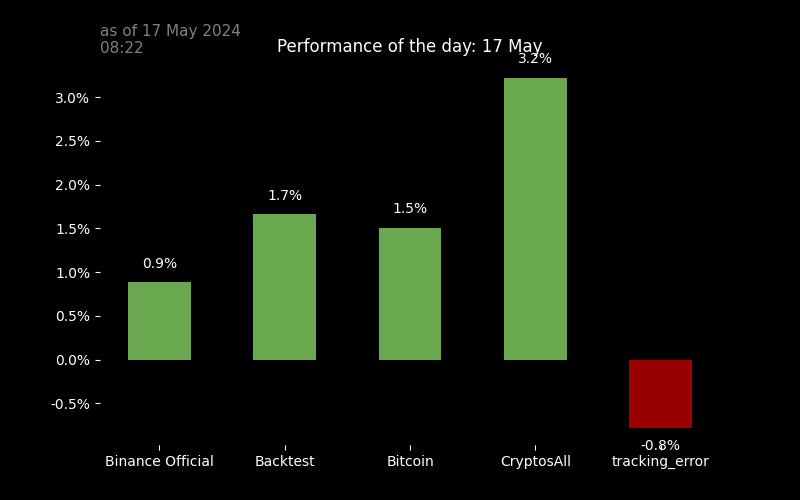 as of 17 May 2024
08:22
Performance of the day: 17 May
3.2%
3.0%
2.5%
2.0%
1.7%
1.5%
1.5%
0.9%
1.0%
0.5%
0.0%
-0.5%
-0.8%
Binance Official
Backtest
Bitcoin
CryptosAll
tracking_error